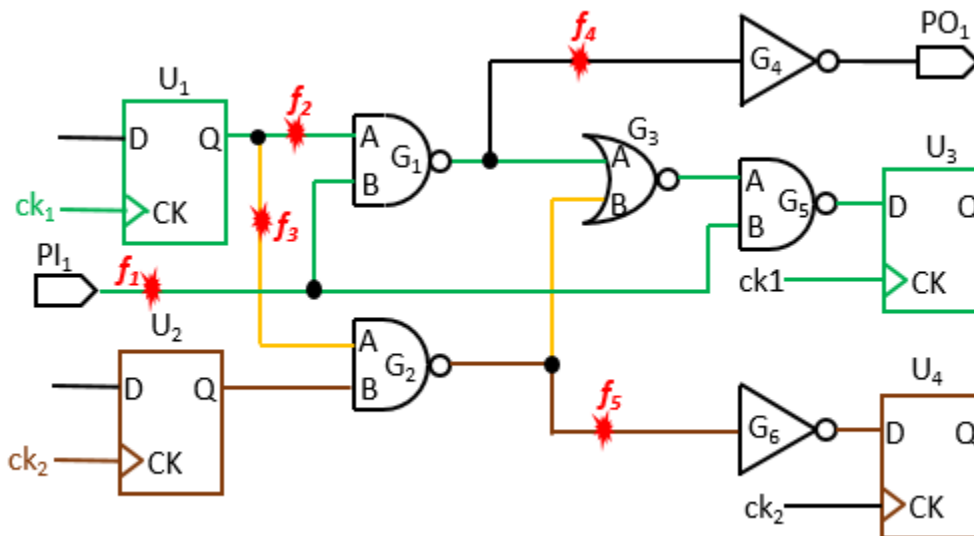 f₄
G₄
PO₁
U₁
f₂
D
Q
A
G₁
B
G₃
A
B
U₃
ck₁
CK
f₃
A
G₅
B
D
Q
PI₁
f₁
ck1
CK
U₂
A
G₂
B
D
Q
f₅
G₆
U₄
D
Q
ck₂
CK
ck₂
CK